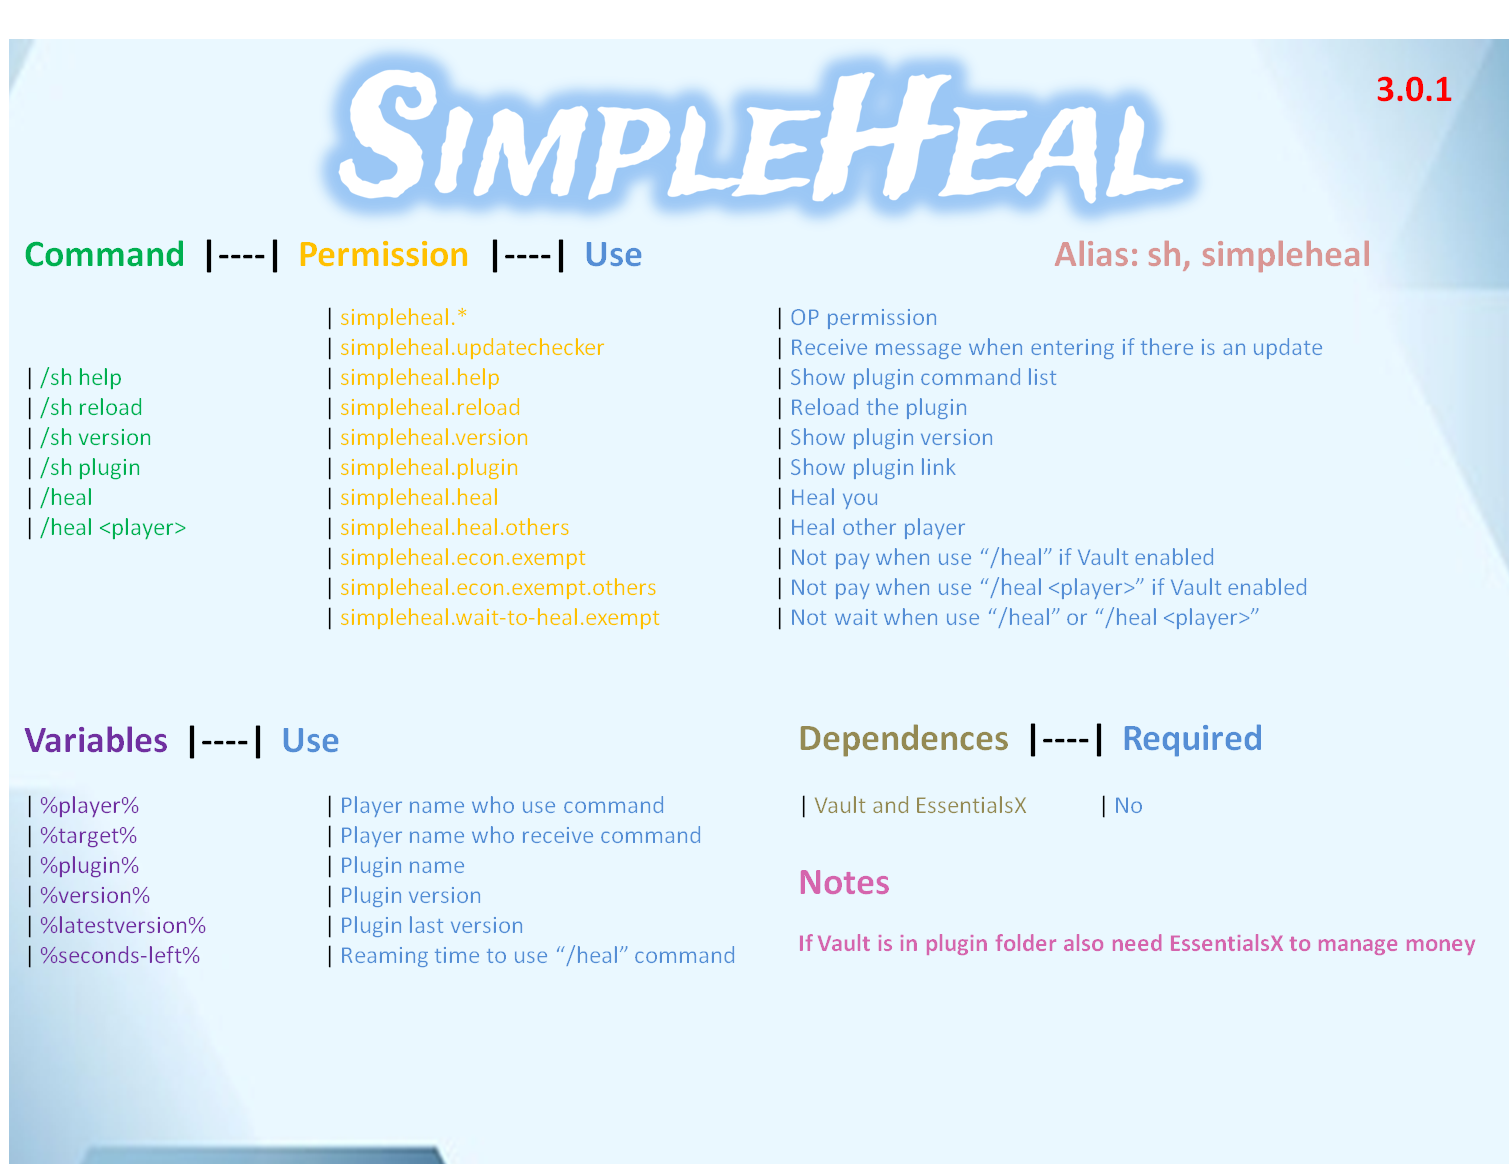 SimpleHeal
3.0.1
Command |----| Permission |----| Use
Alias: sh, simpleheal
| simpleheal.* | OP permission
| simpleheal.updatechecker | Receive message when entering if there is an update
| /sh help | simpleheal.help | Show plugin command list
| /sh reload | simpleheal.reload | Reload the plugin
| /sh version | simpleheal.version | Show plugin version
| /sh plugin | simpleheal.plugin | Show plugin link
| /heal | simpleheal.heal | Heal you
| /heal <player> | simpleheal.heal.others | Heal other player
| simpleheal.econ.exempt | Not pay when use “/heal” if Vault enabled
| simpleheal.econ.exempt.others | Not pay when use “/heal <player>” if Vault enabled
| simpleheal.wait-to-heal.exempt | Not wait when use “/heal” or “/heal <player>”
Variables |----| Use
| %player% | Player name who use command
| %target% | Player name who receive command
| %plugin% | Plugin name
| %version% | Plugin version
| %latestversion% | Plugin last version
| %seconds-left% | Reaming time to use “/heal” command
Dependences |----| Required
| Vault and EssentialsX | No
Notes
If Vault is in plugin folder also need EssentialsX to manage money